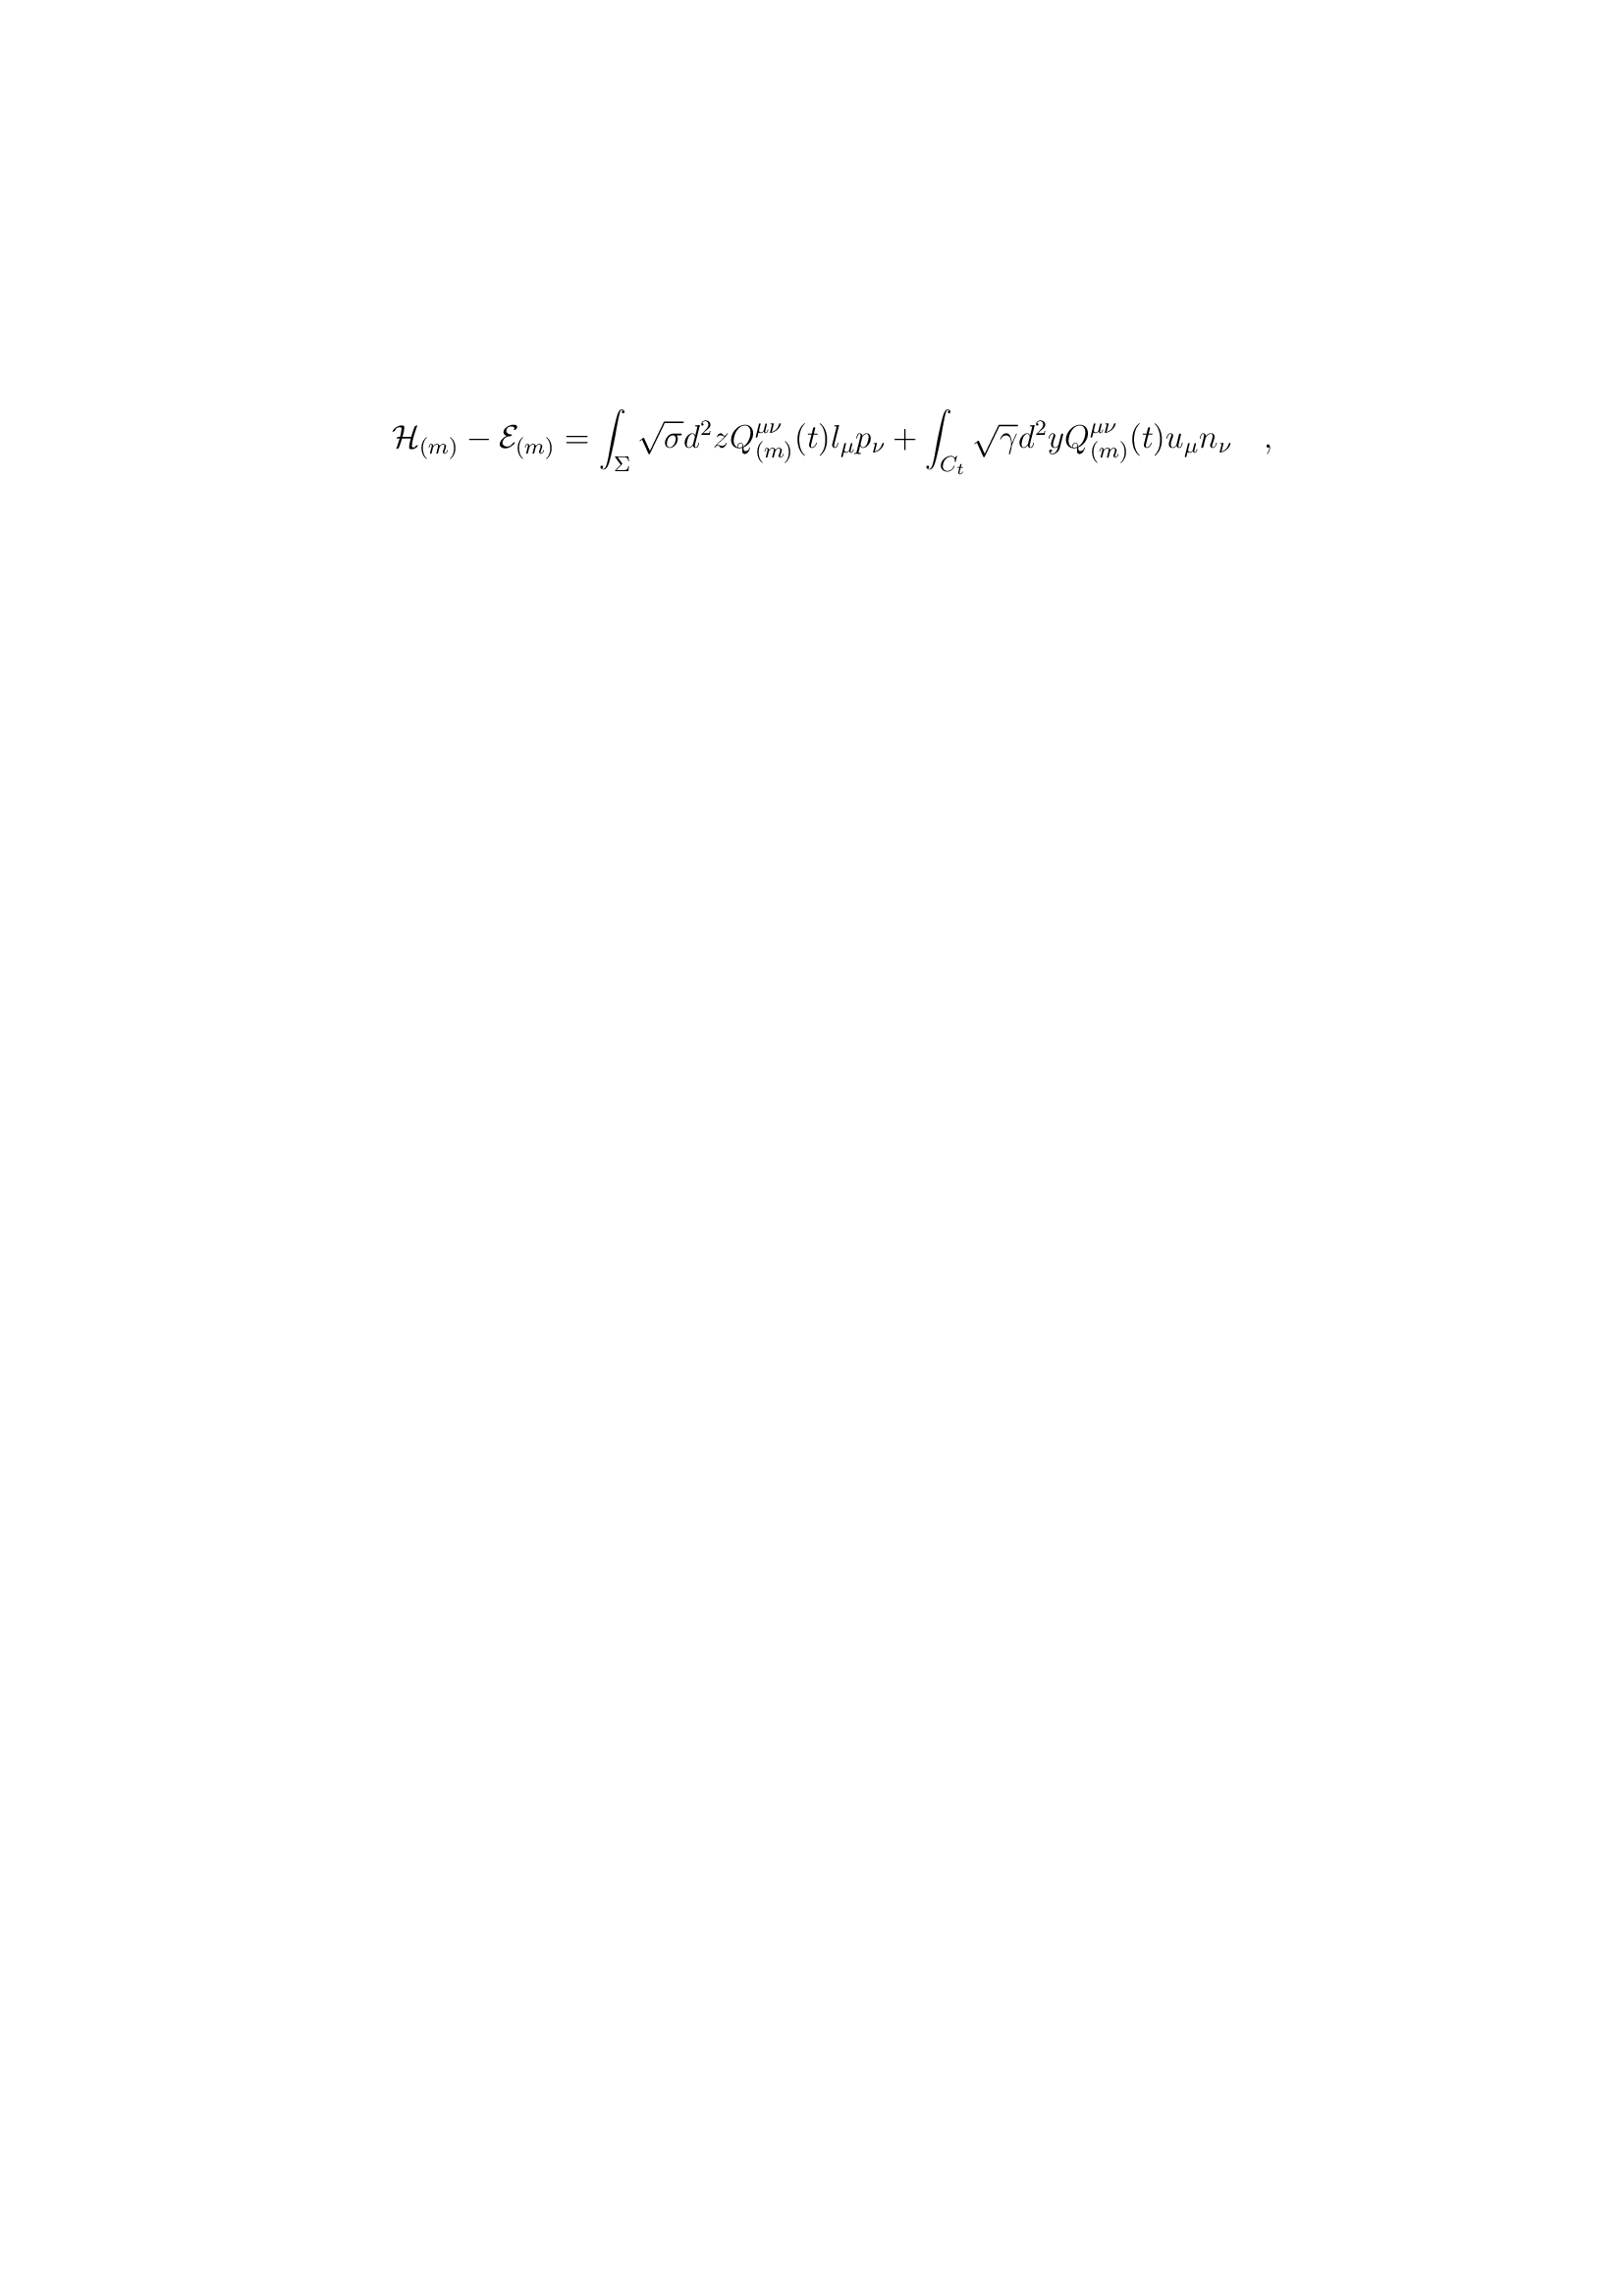 $\mathcal{H}_{(m)} - \mathcal{E}_{(m)} = \int_{\Sigma} \sqrt{\sigma} d^2 z Q^{\mu\nu}_{(m)}(t) l_\mu p_\nu + \int_{C_t} \sqrt{\gamma} d^2 y Q^{\mu\nu}_{(m)}(t) u_\mu n_\nu \quad ,$